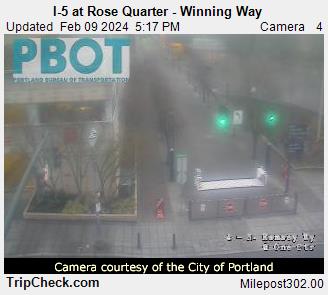 I-5 at Rose Quarter - Winning Way
Updated Feb 09 2024 5:17 PM Camera 4
PBOT
PORTLAND BUREAU OF TRANSPORTATION
Camera courtesy of the City of Portland
TripCheck.com Milepost302.00